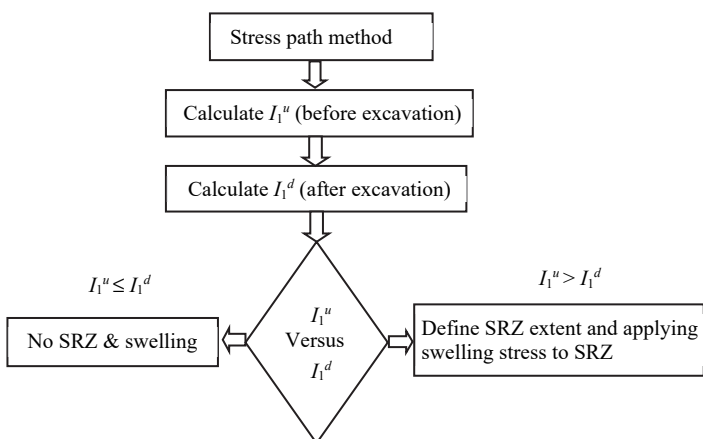 Stress path method
Calculate I₁ᵘ (before excavation)
Calculate I₁ᵈ (after excavation)
I₁ᵘ ≤ I₁ᵈ
I₁ᵘ > I₁ᵈ
No SRZ & swelling
I₁ᵘ
Versus
I₁ᵈ
Define SRZ extent and applying
swelling stress to SRZ